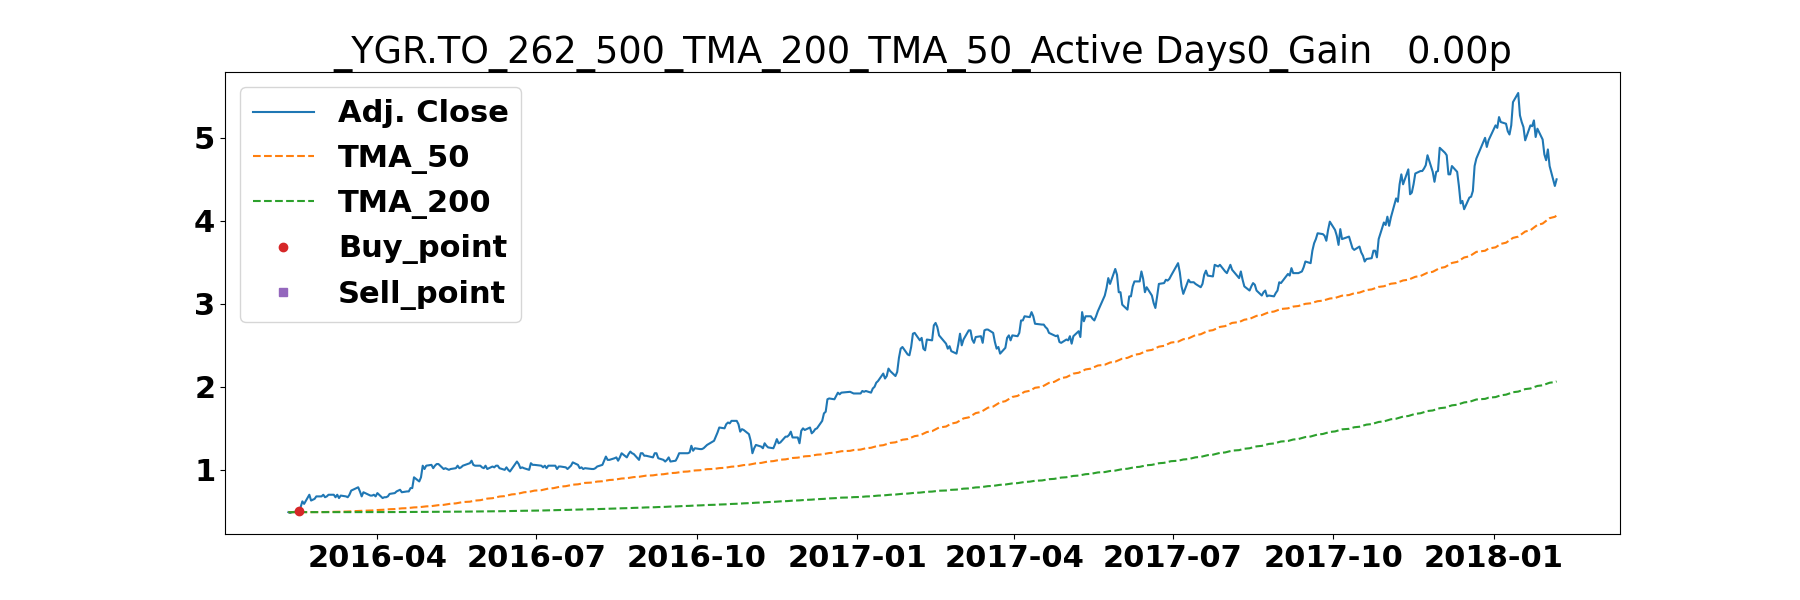 _YGR.TO_262_500_TMA_200_TMA_50_Active Days0_Gain   0.00p
Adj. Close
TMA_50
TMA_200
Buy_point
Sell_point
5
4
3
2
1
2016-04 2016-07 2016-10 2017-01 2017-04 2017-07 2017-10 2018-01